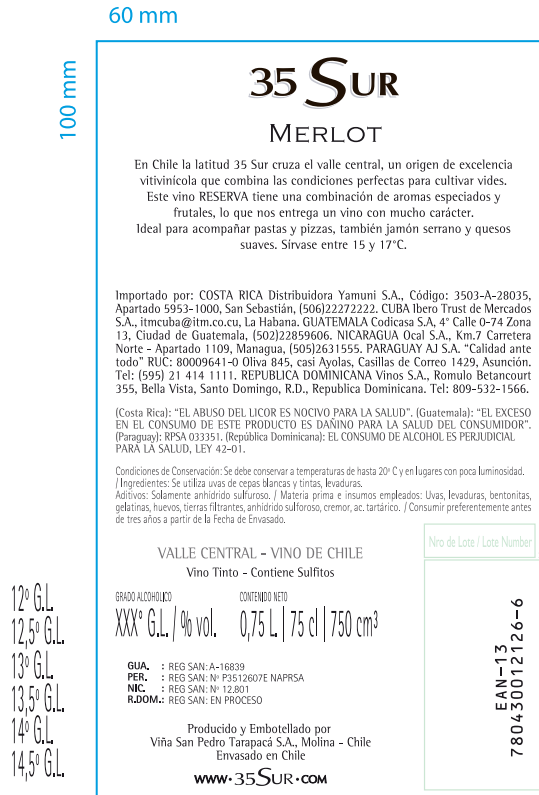 60 mm
100 mm
35 SUR
MERLOT
En Chile la latitud 35 Sur cruza el valle central, un origen de excelencia
vitivinícola que combina las condiciones perfectas para cultivar vides.
Este vino RESERVA tiene una combinación de aromas especiados y
frutales, lo que nos entrega un vino con mucho carácter.
Ideal para acompañar pastas y pizzas, también jamón serrano y quesos
suaves. Sírvase entre 15 y 17°C.
Importado por: COSTA RICA Distribuidora Yamuni S.A., Código: 3503-A-28035,
Apartado 5953-1000, San Sebastián, (506)22272222. CUBA Ibero Trust de Mercados
S.A., itmcuba@itm.co.cu, La Habana. GUATEMALA Codicasa S.A, 4° Calle 0-74 Zona
13, Ciudad de Guatemala, (502)22859606. NICARAGUA Ocal S.A., Km.7 Carretera
Norte - Apartado 1109, Managua, (505)2631555. PARAGUAY AJ S.A. "Calidad ante
todo" RUC: 80009641-0 Oliva 845, casi Ayolas, Casillas de Correo 1429, Asunción.
Tel: (595) 21 414 1111. REPUBLICA DOMINICANA Vinos S.A., Romulo Betancourt
355, Bella Vista, Santo Domingo, R.D., Republica Dominicana. Tel: 809-532-1566.
(Costa Rica): "EL ABUSO DEL LICOR ES NOCIVO PARA LA SALUD". (Guatemala): "EL EXCESO
EN EL CONSUMO DE ESTE PRODUCTO ES DAÑINO PARA LA SALUD DEL CONSUMIDOR".
(Paraguay): RPSA 033351. (República Dominicana): EL CONSUMO DE ALCOHOL ES PERJUDICIAL
PARA LA SALUD, LEY 42-01.
Condiciones de Conservación: Se debe conservar a temperaturas de hasta 20º C y en lugares con poca luminosidad.
/ Ingredientes: Se utiliza uvas de cepas blancas y tintas, levaduras.
Aditivos: Solamente anhídrido sulfuroso. / Materia prima e insumos empleados: Uvas, levaduras, bentonitas,
gelatinas, huevos, tierras filtrantes, anhídrido sulforoso, cremor, ac. tartárico. / Consumir preferentemente antes
de tres años a partir de la Fecha de Envasado.
Nro de Lote / Lote Number
VALLE CENTRAL - VINO DE CHILE
Vino Tinto - Contiene Sulfitos
GRADO ALCOHOLICO CONTENIDO NETO
XXX° G.L. / % vol. 0,75 L. | 75 cl | 750 cm³
GUA. : REG SAN: A-16839
PER. : REG SAN: Nº P3512607E NAPRSA
NIC. : REG SAN: Nº 12.801
R.DOM.: REG SAN: EN PROCESO
Producido y Embotellado por
Viña San Pedro Tarapacá S.A., Molina - Chile
Envasado en Chile
WWW·35SUR·COM
EAN-13
780430012126-6
12º G.L.
12,5º G.L.
13º G.L.
13,5º G.L.
14º G.L.
14,5º G.L.